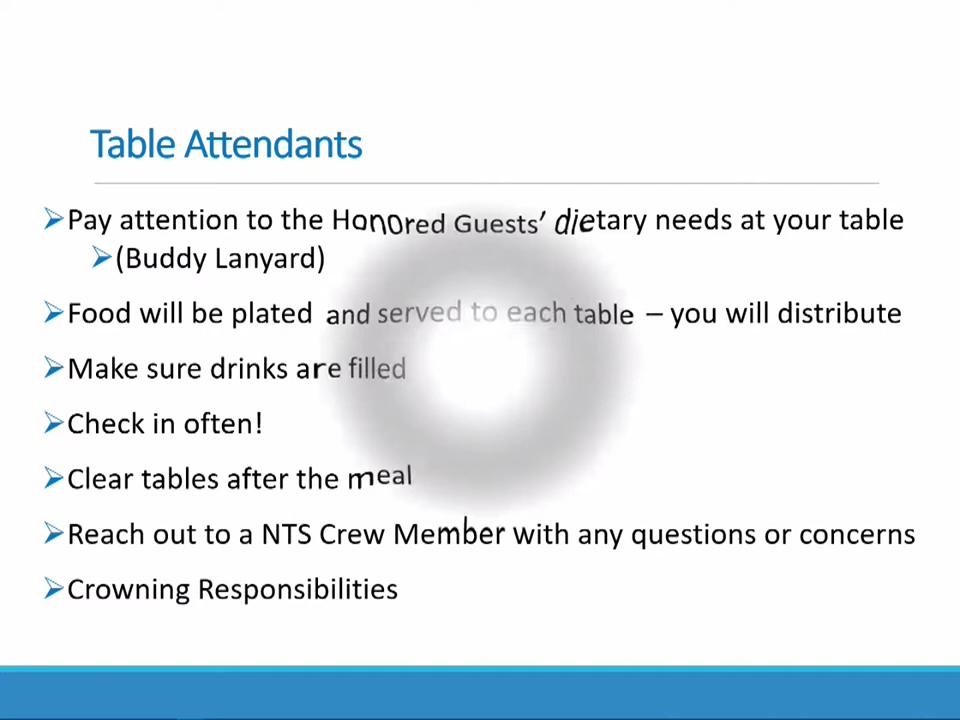 Table Attendants
Pay attention to the Honored Guests’ dietary needs at your table
(Buddy Lanyard)
Food will be plated and served to each table – you will distribute
Make sure drinks are filled
Check in often!
Clear tables after the meal
Reach out to a NTS Crew Member with any questions or concerns
Crowning Responsibilities